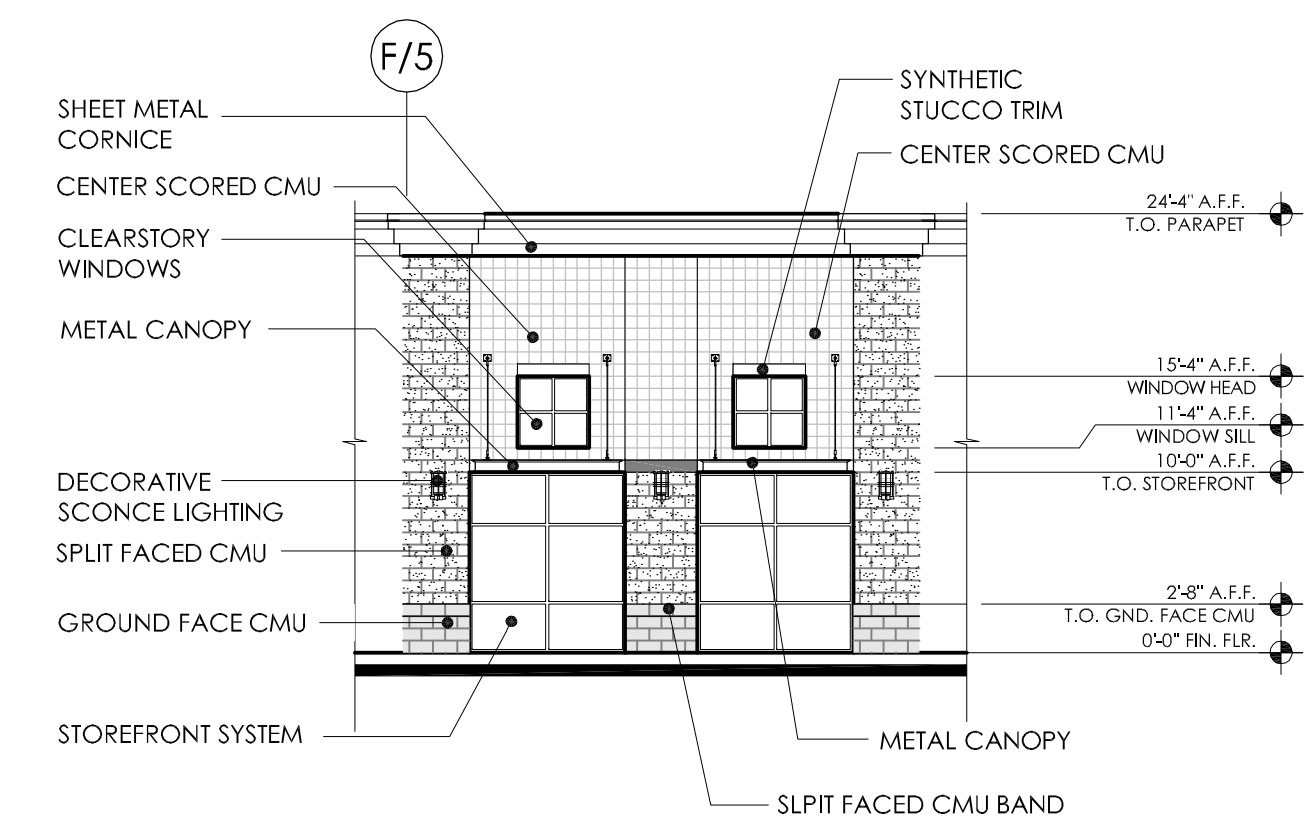 F/5
SHEET METAL
CORNICE
CENTER SCORED CMU
CLEARSTORY
WINDOWS
METAL CANOPY
DECORATIVE
SCONCE LIGHTING
SPLIT FACED CMU
GROUND FACE CMU
STOREFRONT SYSTEM
SYNTHETIC
STUCCO TRIM
CENTER SCORED CMU
24'-4" A.F.F.
T.O. PARAPET
15'-4" A.F.F.
WINDOW HEAD
11'-4" A.F.F.
WINDOW SILL
10'-0" A.F.F.
T.O. STOREFRONT
2'-8" A.F.F.
T.O. GND. FACE CMU
0'-0" FIN. FLR.
METAL CANOPY
SLPIT FACED CMU BAND